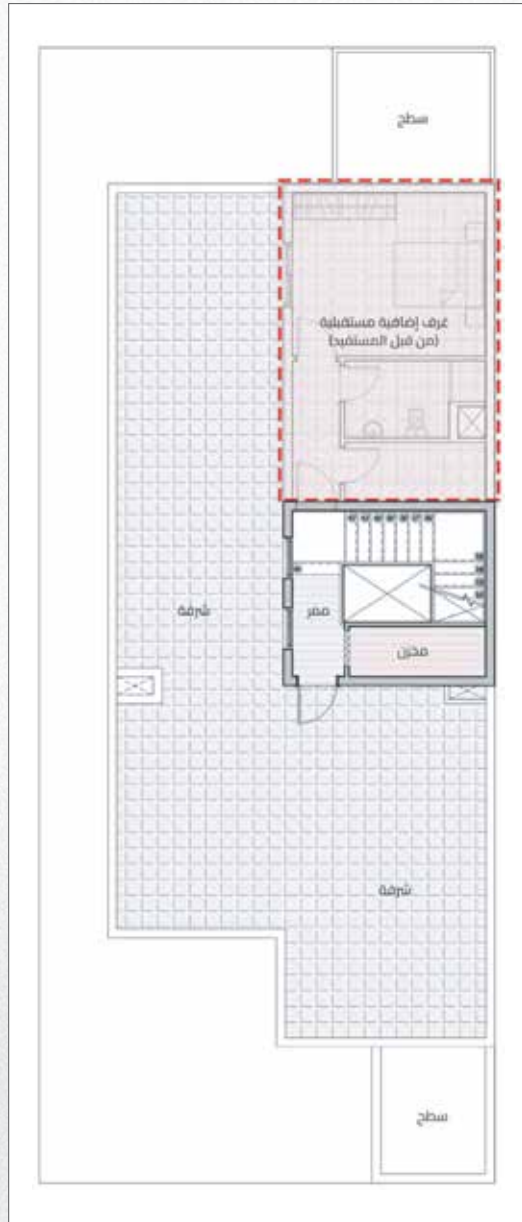 سطح
غرف إضافية مستقبلية
(من قبل المستفيد)
ممر
شرفة
مخزن
شرفة
سطح